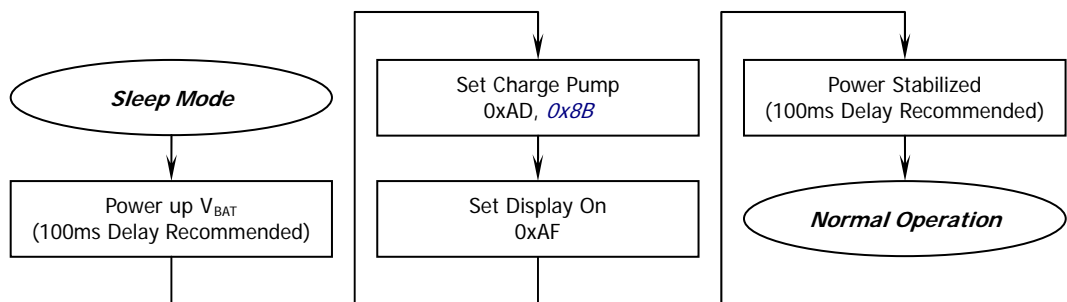 Sleep Mode
Power up VBAT
(100ms Delay Recommended)
Set Charge Pump
0xAD, 0x8B
Set Display On
0xAF
Power Stabilized
(100ms Delay Recommended)
Normal Operation